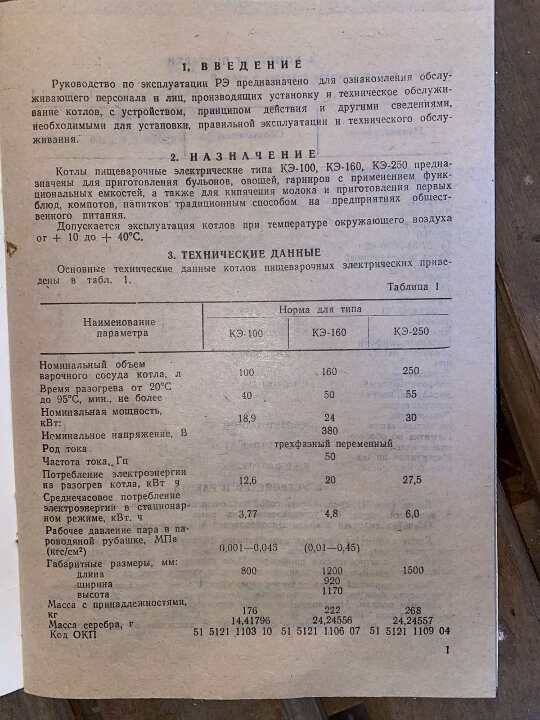 1. ВВЕДЕНИЕ
Руководство по эксплуатации РЭ предназначено для ознакомления обслу-
живающего персонала и лиц, производящих установку и техническое обслужи-
вание котлов, с устройством, принципом действия и другими сведениями,
необходимыми для установки, правильной эксплуатации и технического обслу-
живания.
2. НАЗНАЧЕНИЕ
Котлы пищеварочные электрические типа КЭ-100, КЭ-160, КЭ-250 предна-
значены для приготовления бульонов, овощей, гарниров с применением функ-
циональных емкостей, а также для кипячения молока и приготовления первых
блюд, компотов, напитков традиционным способом на предприятиях общест-
венного питания.
Допускается эксплуатация котлов при температуре окружающего воздуха
от + 10 до + 40°С.
3. ТЕХНИЧЕСКИЕ ДАННЫЕ
Основные технические данные котлов пищеварочных электрических приве-
дены в табл. 1.
Таблица 1
Наименование параметра
Норма для типа
КЭ-100 КЭ-160 КЭ-250
Номинальный объем
варочного сосуда котла, л 100 160 250
Время разогрева от 20°С
до 95°С, мин., не более 40 50 55
Номинальная мощность,
кВт: 18,9 24 30
Номинальное напряжение, В 380
Род тока трехфазный переменный
Частота тока, Гц 50
Потребление электроэнергии
на разогрев котла, кВт ч 12,6 20 27,5
Среднечасовое потребление
электроэнергии в стационар-
ном режиме, кВт. ч 3,77 4,8 6,0
Рабочее давление пара в па-
роводяной рубашке, МПа
(кгс/см²) 0,001—0,045 (0,01—0,45)
Габаритные размеры, мм:
длина 800 1200 1500
ширина 920
высота 1170
Масса с принадлежностями,
кг 176 222 268
Масса серебра, г 14,41796 24,24556 24,24557
Код ОКП 51 5121 1103 10 51 5121 1106 07 51 5121 1109 04
1